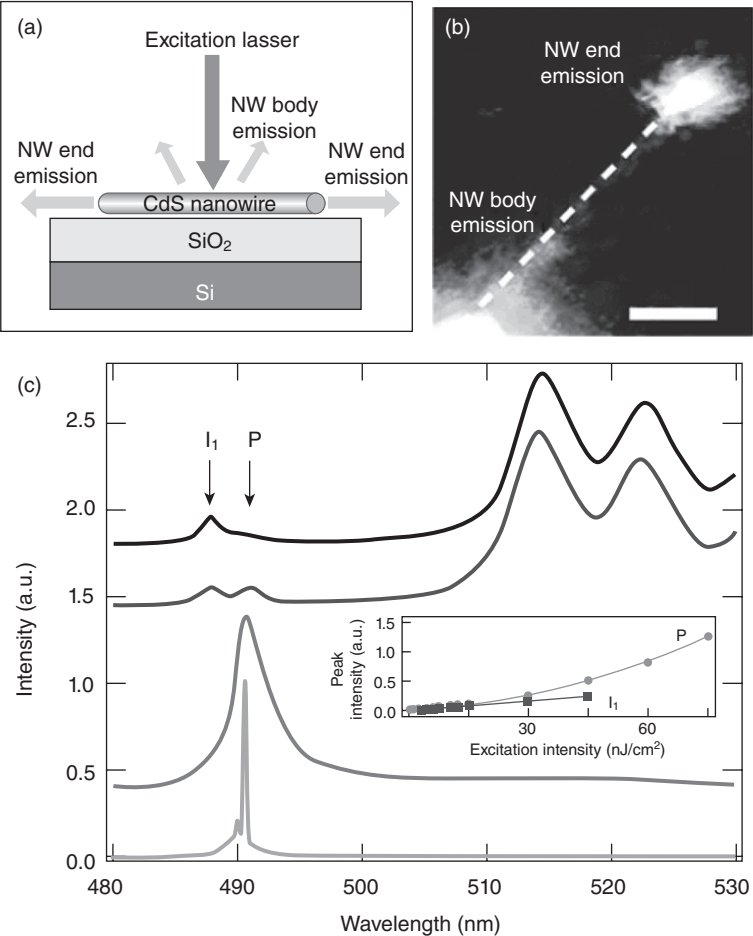 (a)
Excitation lasser
NW body
emission
NW end
emission
NW end
emission
CdS nanowire
SiO₂
Si
(b)
NW end
emission
NW body
emission
(c)
I₁ P
2.5
2.0
1.5
1.0
0.5
0.0
Intensity (a.u.)
480 490 500 510 520 530
Wavelength (nm)
1.5
1.0
0.5
0.0
Peak
intensity (a.u.)
P
I₁
30 60
Excitation intensity (nJ/cm²)